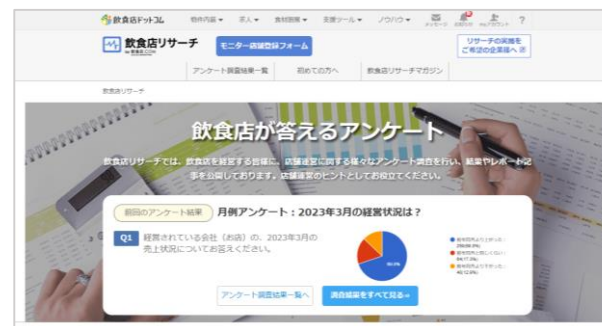 飲食店ドットコム 物件内装 ▾ 求人 ▾ 食材厨房 ▾ 支援ツール ▾ ノウハウ ▾ ?
飲食店リサーチ
モニター店舗登録フォーム
リサーチの実施を
ご希望の企業様へ
アンケート調査結果一覧 初めての方へ 飲食店リサーチマガジン
飲食店リサーチ
飲食店が答えるアンケート
飲食店リサーチでは、飲食店を経営する皆様に、店舗運営に関する様々なアンケート調査を行い、結果やレポート記
事を公開しております。店舗運営のヒントとしてお役立てください。
前回のアンケート結果 月例アンケート：2023年3月の経営状況は？
Q1 経営されている会社（お店）の、2023年3月の
売上状況についてお答えください。
アンケート調査結果一覧へ 調査結果をすべて見る